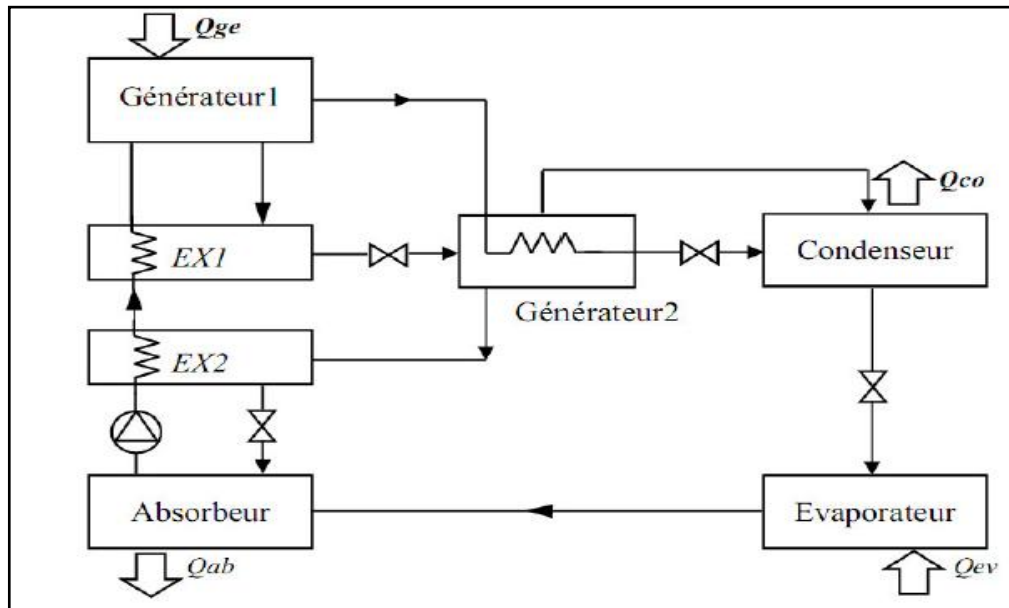 Qge
Générateur1
Qco
EX1
Condenseur
Générateur2
EX2
Absorbeur
Evaporateur
Qab
Qev